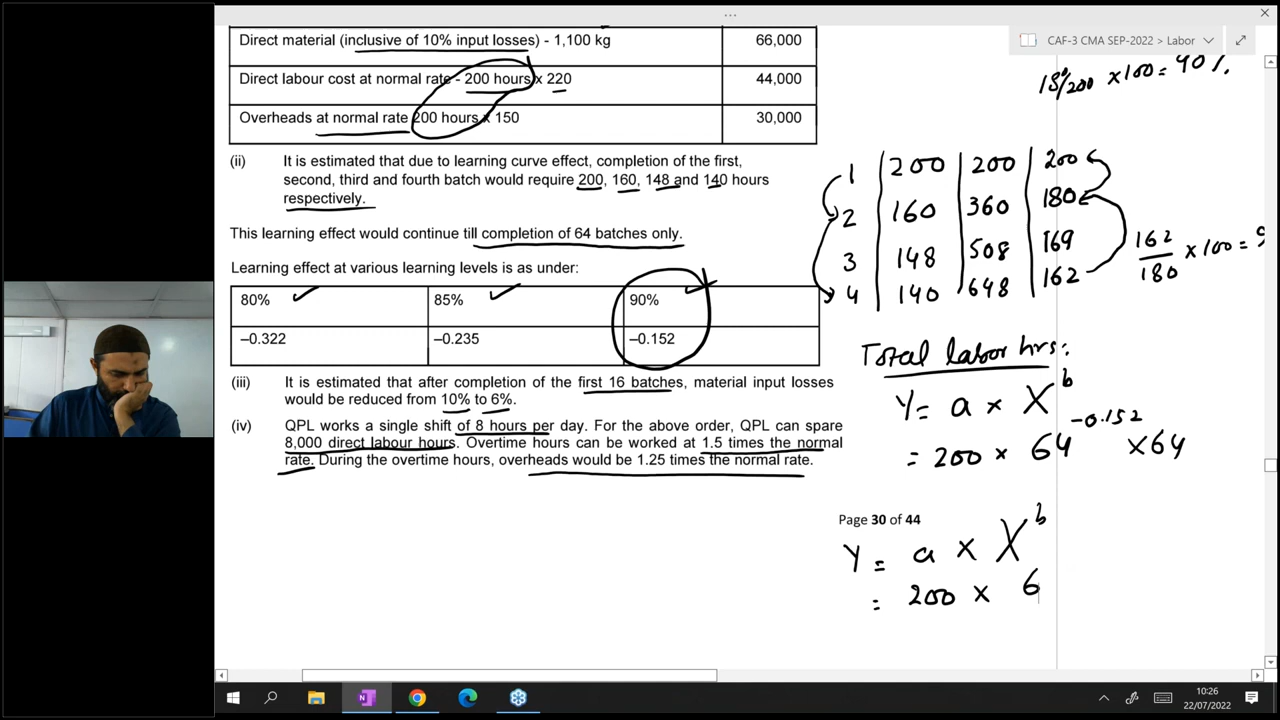 CAF-3 CMA SEP-2022 > Labor
Direct material (inclusive of 10% input losses) - 1,100 kg 66,000
Direct labour cost at normal rate - 200 hours x 220 44,000
Overheads at normal rate 200 hours x 150 30,000
(ii) It is estimated that due to learning curve effect, completion of the first,
second, third and fourth batch would require 200, 160, 148 and 140 hours
respectively.
This learning effect would continue till completion of 64 batches only.
Learning effect at various learning levels is as under:
80% 85% 90%
–0.322 –0.235 –0.152
(iii) It is estimated that after completion of the first 16 batches, material input losses
would be reduced from 10% to 6%.
(iv) QPL works a single shift of 8 hours per day. For the above order, QPL can spare
8,000 direct labour hours. Overtime hours can be worked at 1.5 times the normal
rate. During the overtime hours, overheads would be 1.25 times the normal rate.
180/200 x100 = 90%.
1 200 200 200
2 160 360 180
3 148 508 169
4 140 648 162
162/180 x100 =
Total labor hrs:
Y = a x X^b
= 200 x 64^-0.152 x64
Page 30 of 44
Y = a x X^b
= 200 x 6
10:26
22/07/2022